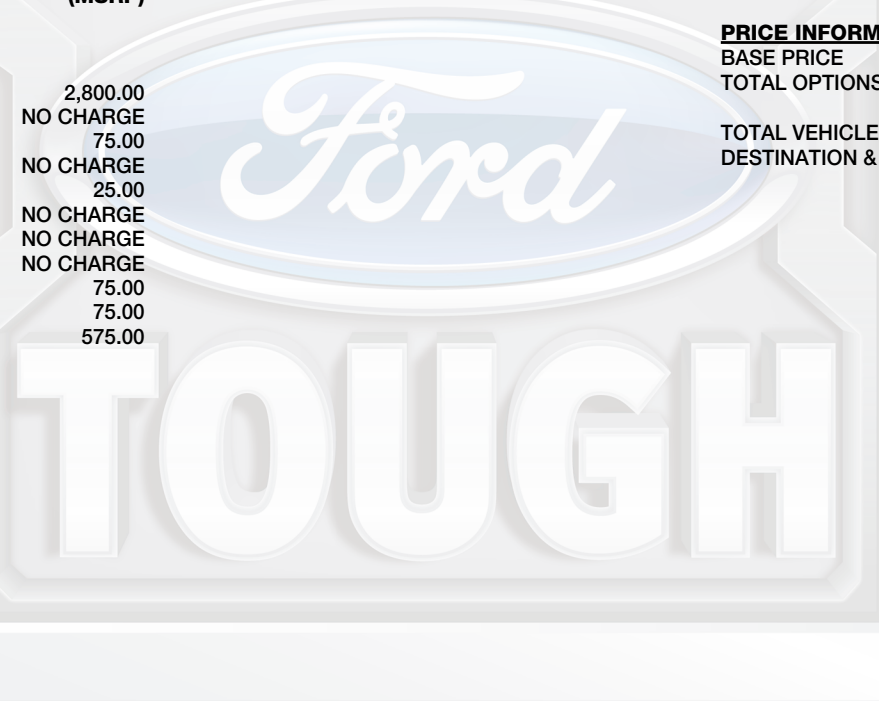 (MSRP)
2,800.00
NO CHARGE
75.00
NO CHARGE
25.00
NO CHARGE
NO CHARGE
NO CHARGE
75.00
75.00
575.00
PRICE INFORM
BASE PRICE
TOTAL OPTIONS
TOTAL VEHICLE
DESTINATION &
Ford
TOUGH